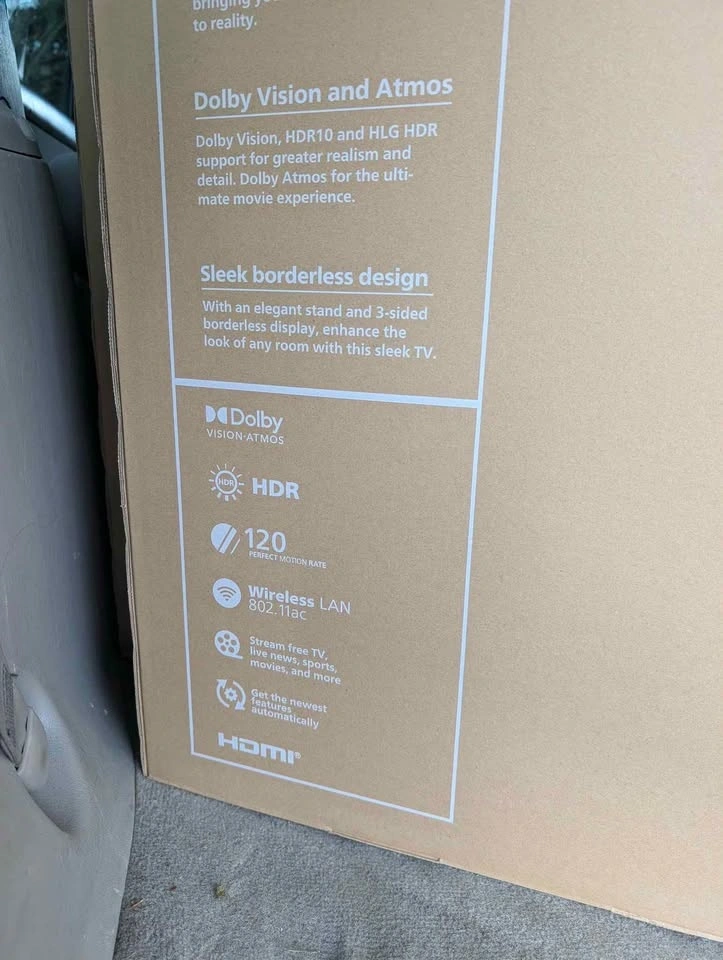 bringing
to reality.
Dolby Vision and Atmos
Dolby Vision, HDR10 and HLG HDR
support for greater realism and
detail. Dolby Atmos for the ulti-
mate movie experience.
Sleek borderless design
With an elegant stand and 3-sided
borderless display, enhance the
look of any room with this sleek TV.
Dolby
VISION·ATMOS
HDR HDR
120
PERFECT MOTION RATE
Wireless LAN
802.11ac
Stream free TV,
live news, sports,
movies, and more
Get the newest
features
automatically
HDMI®